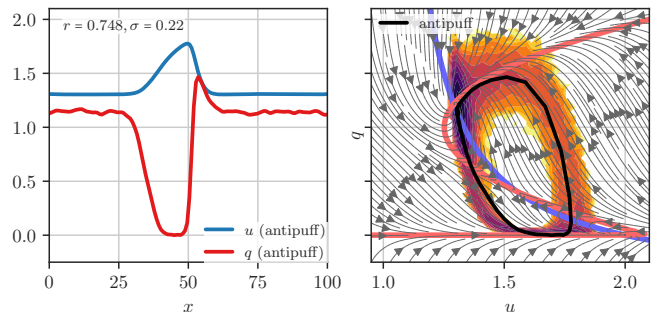 r = 0.748, σ = 0.22
2.0
1.5
1.0
0.5
0.0
u (antipuff)
q (antipuff)
0 25 50 75 100
x
antipuff
q
1.0 1.5 2.0
u